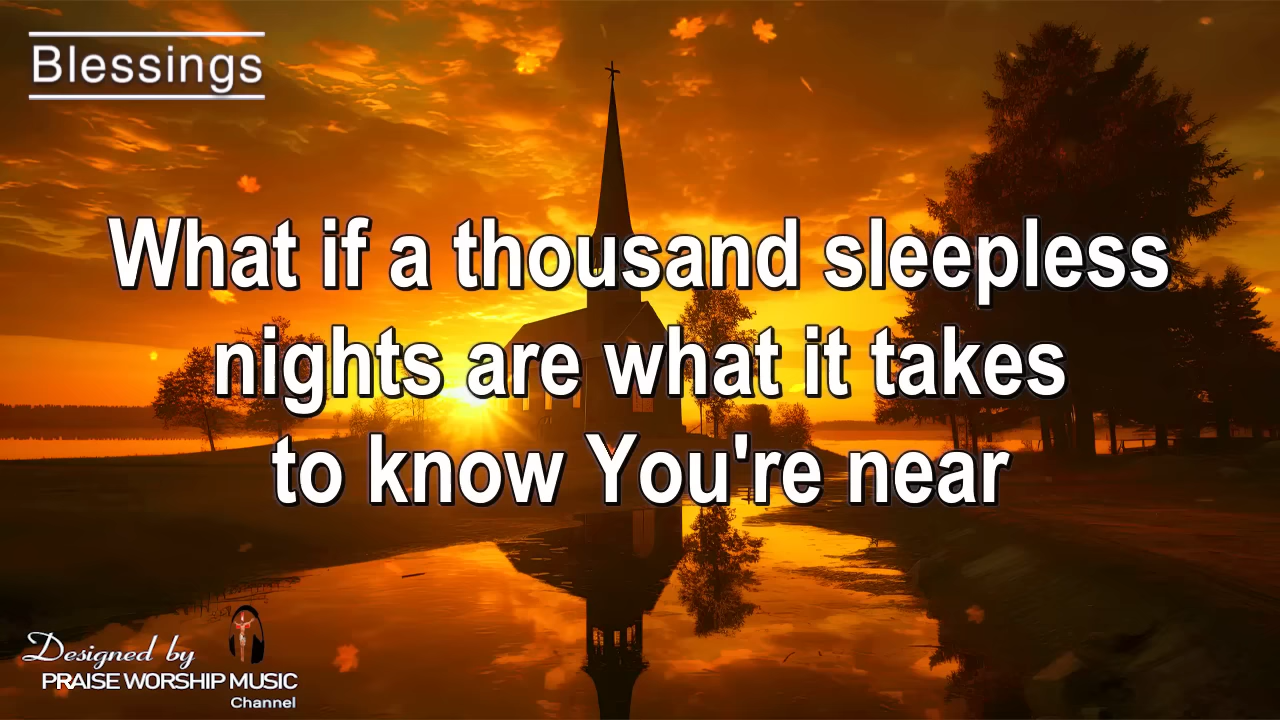 Blessings
What if a thousand sleepless
nights are what it takes
to know You're near
Designed by
PRAISE WORSHIP MUSIC
Channel